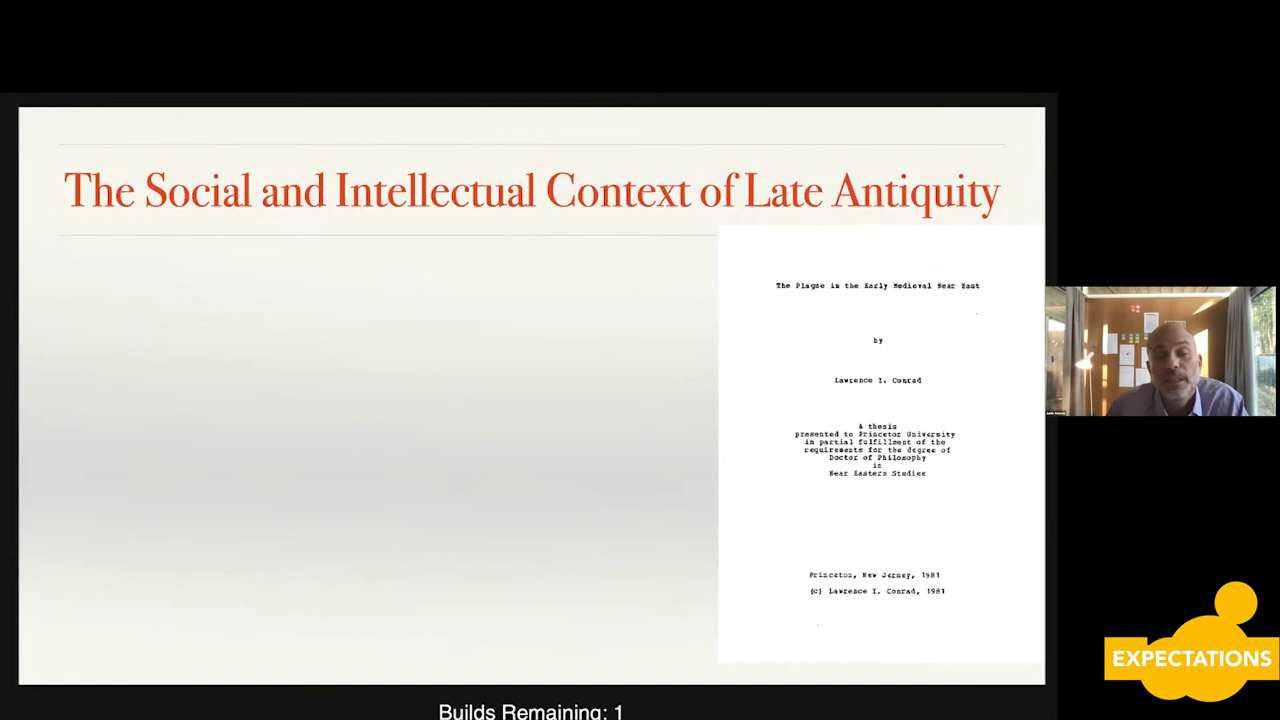 The Social and Intellectual Context of Late Antiquity
The Plague in the Early Medieval Near East
by
Lawrence I. Conrad
A thesis
presented to Princeton University
in partial fulfillment of the
requirements for the degree of
Doctor of Philosophy
in
Near Eastern Studies
Princeton, New Jersey, 1981
(c) Lawrence I. Conrad, 1981
EXPECTATIONS
Builds Remaining: 1